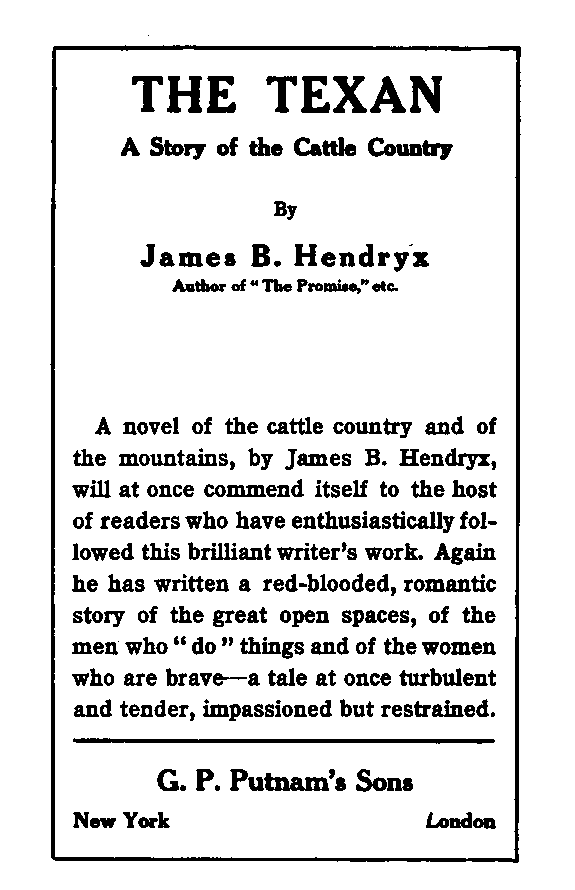 THE TEXAN
A Story of the Cattle Country
By
James B. Hendryx
Author of "The Promise," etc.
A novel of the cattle country and of
the mountains, by James B. Hendryx,
will at once commend itself to the host
of readers who have enthusiastically fol-
lowed this brilliant writer's work. Again
he has written a red-blooded, romantic
story of the great open spaces, of the
men who "do" things and of the women
who are brave—a tale at once turbulent
and tender, impassioned but restrained.
G. P. Putnam's Sons
New York London